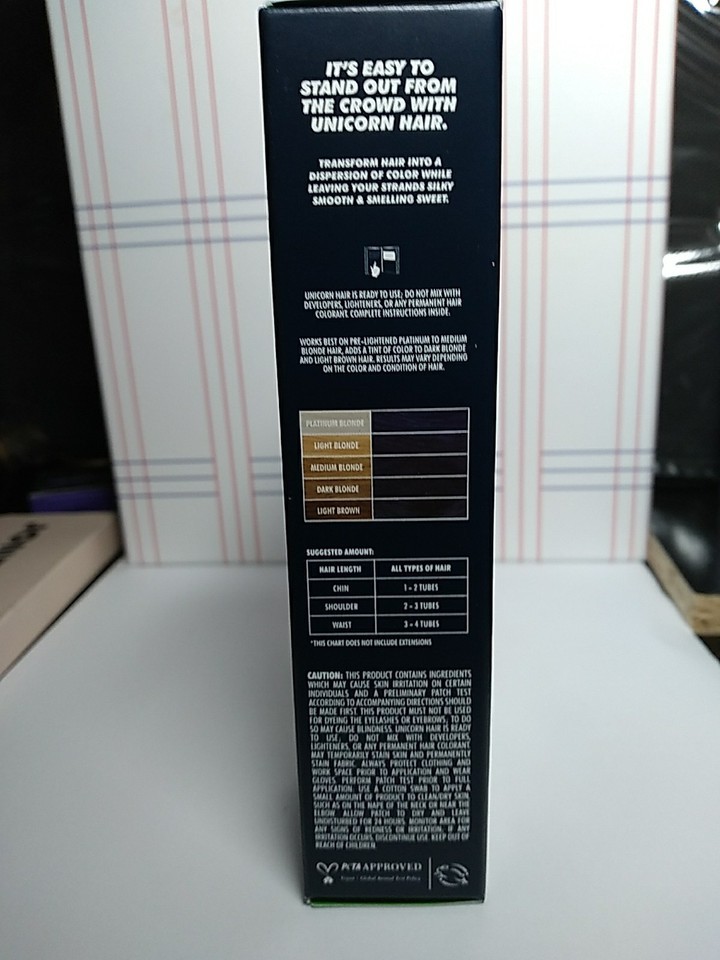 IT'S EASY TO
STAND OUT FROM
THE CROWD WITH
UNICORN HAIR.
TRANSFORM HAIR INTO A
DISPERSION OF COLOR WHILE
LEAVING YOUR STRANDS SILKY
SMOOTH & SMELLING SWEET.
UNICORN HAIR IS READY TO USE; DO NOT MIX WITH
DEVELOPERS, LIGHTENERS, OR ANY PERMANENT HAIR
COLORANT. COMPLETE INSTRUCTIONS INSIDE.
WORKS BEST ON PRE-LIGHTENED PLATINUM TO MEDIUM
BLONDE HAIR, ADDS A TINT OF COLOR TO DARK BLONDE
AND LIGHT BROWN HAIR. RESULTS MAY VARY DEPENDING
ON THE COLOR AND CONDITION OF HAIR.
PLATINUM BLONDE
LIGHT BLONDE
MEDIUM BLONDE
DARK BLONDE
LIGHT BROWN
SUGGESTED AMOUNT:
HAIR LENGTH ALL TYPES OF HAIR
CHIN 1 - 2 TUBES
SHOULDER 2 - 3 TUBES
WAIST 3 - 4 TUBES
*THIS CHART DOES NOT INCLUDE EXTENSIONS
CAUTION: THIS PRODUCT CONTAINS INGREDIENTS
WHICH MAY CAUSE SKIN IRRITATION ON CERTAIN
INDIVIDUALS AND A PRELIMINARY PATCH TEST
ACCORDING TO ACCOMPANYING DIRECTIONS SHOULD
BE MADE FIRST. THIS PRODUCT MUST NOT BE USED
FOR DYEING THE EYELASHES OR EYEBROWS; TO DO
SO MAY CAUSE BLINDNESS. UNICORN HAIR IS READY
TO USE, DO NOT MIX WITH DEVELOPERS,
LIGHTENERS, OR ANY PERMANENT HAIR COLORANT.
MAY TEMPORARILY STAIN SKIN AND PERMANENTLY
STAIN FABRIC. ALWAYS PROTECT CLOTHING AND
WORK SPACE PRIOR TO APPLICATION AND WEAR
GLOVES. PERFORM PATCH TEST PRIOR TO FULL
APPLICATION. USE A COTTON SWAB TO APPLY A
SMALL AMOUNT OF PRODUCT TO CLEAN/DRY SKIN,
SUCH AS ON THE NAPE OF THE NECK OR NEAR THE
ELBOW. ALLOW PATCH TO DRY AND LEAVE
UNDISTURBED FOR 24 HOURS. MONITOR AREA FOR
ANY SIGNS OF REDNESS OR IRRITATION. IF ANY
IRRITATION OCCURS, DISCONTINUE USE. KEEP OUT OF
REACH OF CHILDREN.
PETA APPROVED
Vegan | Global Animal Test Policy